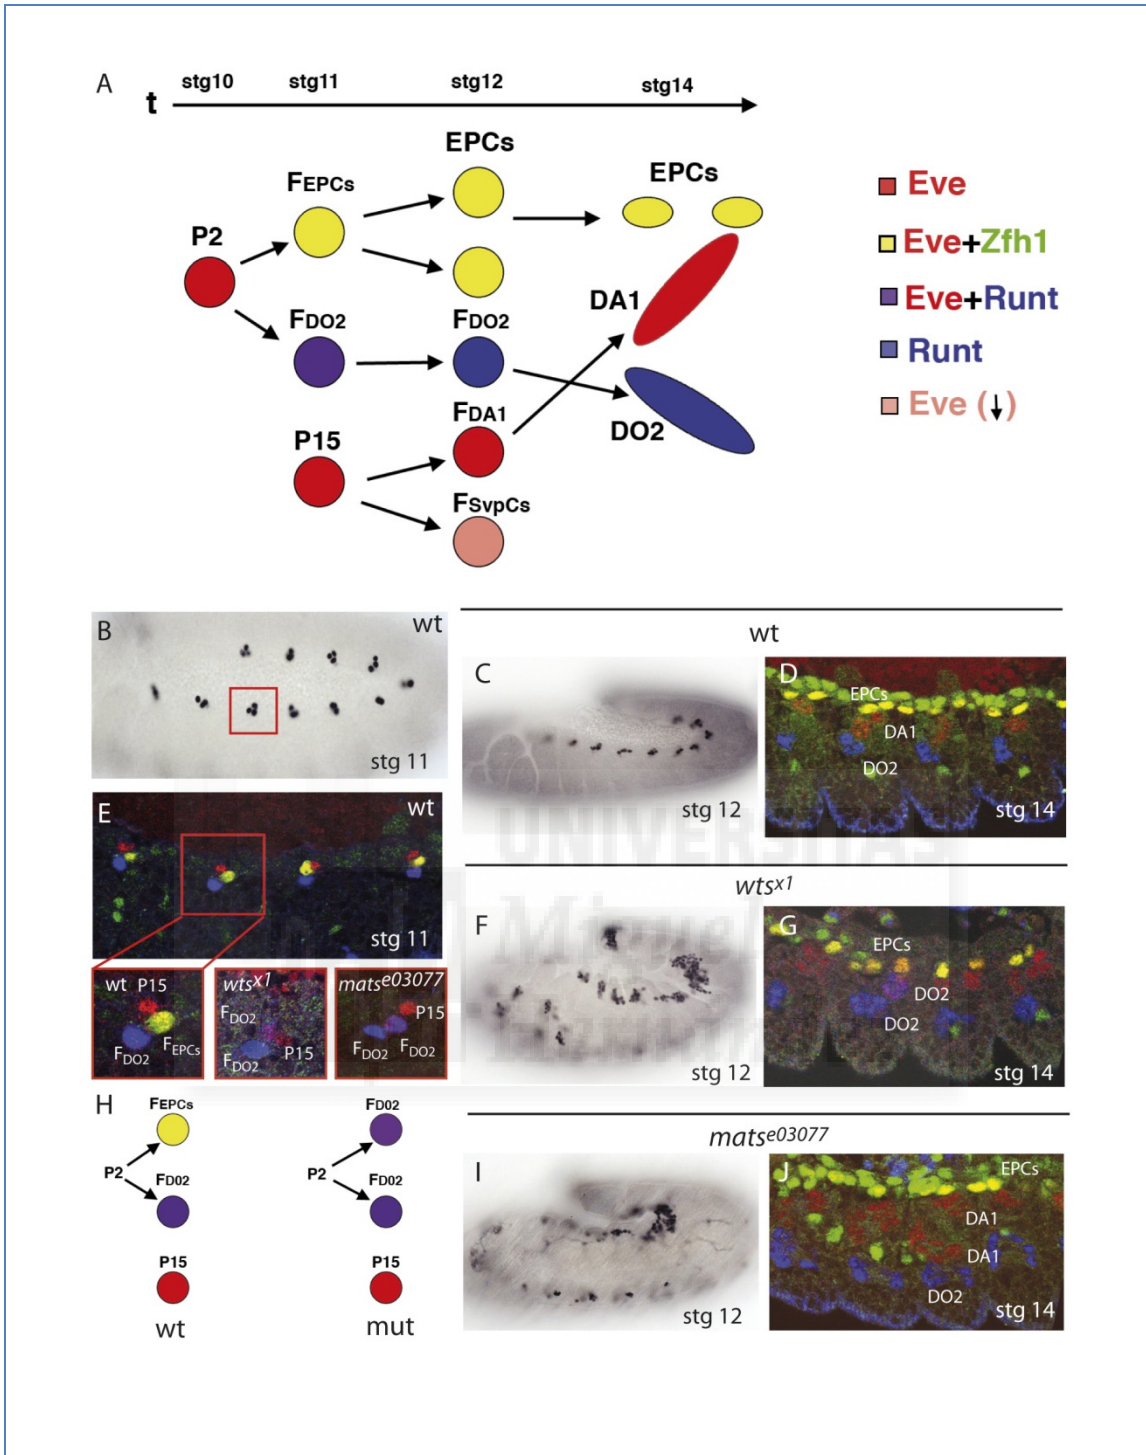 A
t
stg10
stg11
stg12
stg14
P2
FEPCs
EPCs
EPCs
FDO2
FDO2
P15
FDA1
FSvpCs
DA1
DO2
Eve
Eve+Zfh1
Eve+Runt
Runt
Eve (↓)
B
wt
stg 11
wt
C
stg 12
D
EPCs
DA1
DO2
stg 14
E
wt
stg 11
wt P15
FDO2
FEPCs
wtsx1
FDO2
FDO2
P15
matse03077
P15
FDO2
FDO2
wtsx1
F
stg 12
G
EPCs
DO2
DO2
stg 14
H
FEPCs
P2
FD02
P15
wt
FD02
P2
FD02
P15
mut
matse03077
I
stg 12
J
EPCs
DA1
DA1
DO2
stg 14
UNIVERSITAS
Miguel